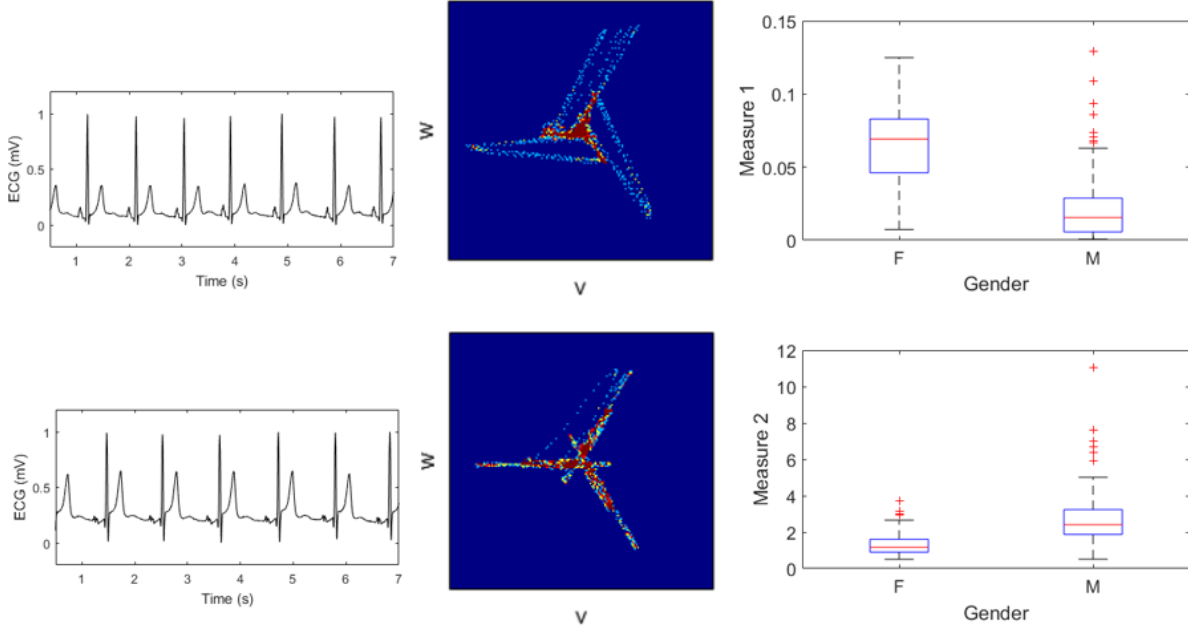 ECG (mV)
1
0.5
0
1 2 3 4 5 6 7
Time (s)
w
v
Measure 1
0.15
0.1
0.05
0
F M
Gender
ECG (mV)
1
0.5
0
1 2 3 4 5 6 7
Time (s)
w
v
Measure 2
12
10
8
6
4
2
0
F M
Gender